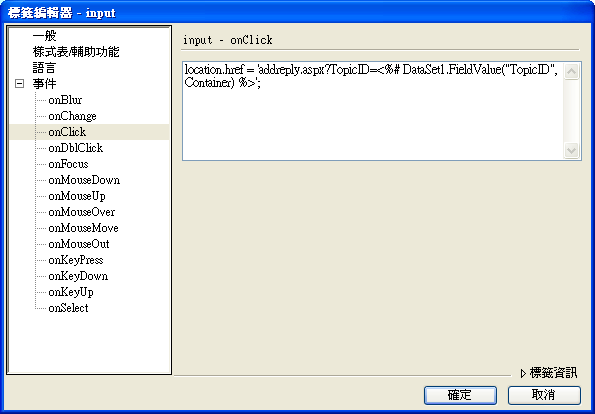 標籤編輯器 - input
一般
樣式表/輔助功能
語言
事件
onBlur
onChange
onClick
onDblClick
onFocus
onMouseDown
onMouseUp
onMouseOver
onMouseMove
onMouseOut
onKeyPress
onKeyDown
onKeyUp
onSelect
input - onClick
location.href = 'addreply.aspx?TopicID=<%# DataSet1.FieldValue("TopicID",
Container) %>';
標籤資訊
確定
取消